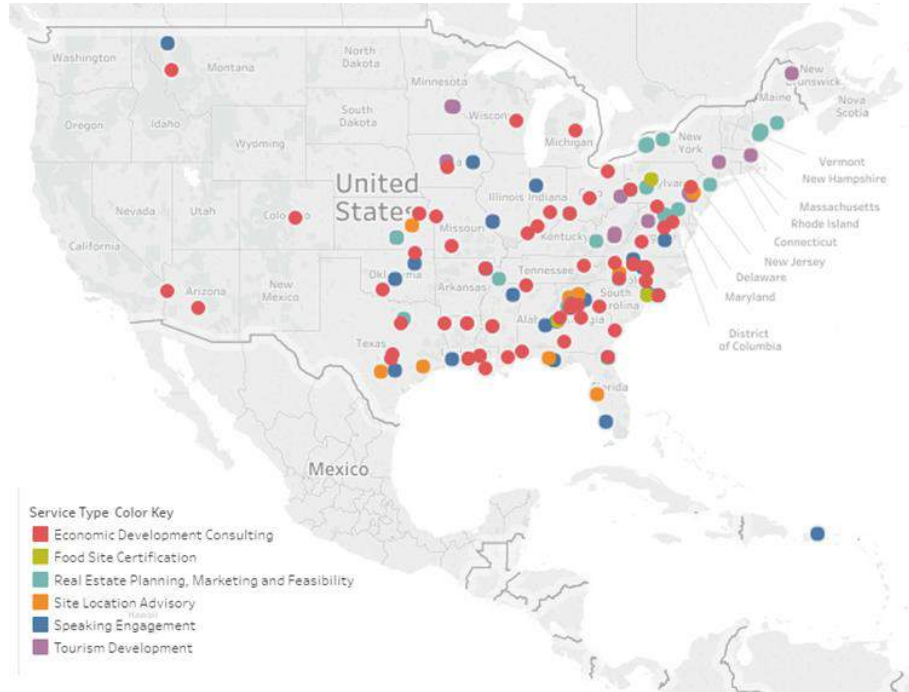 Washington
North
Dakota
Montana
Minnesota
New
Brunswick
Maine
Nova
Scotia
Oregon
Idaho
South
Dakota
Wiscon
Michigan
New
York
Wyoming
Vermont
New Hampshire
United
States
Illinois Indiana
Massachusetts
Rhode Island
Connecticut
Nevada
Utah
Missouri
Kentucky
New Jersey
California
Delaware
Oklahoma
Tennessee
Arizona
New
Mexico
Arkansas
South
Carolina
Maryland
Texas
District
of Columbia
Mexico
Service Type Color Key
Economic Development Consulting
Food Site Certification
Real Estate Planning, Marketing and Feasibility
Site Location Advisory
Hawaii
Speaking Engagement
Tourism Development